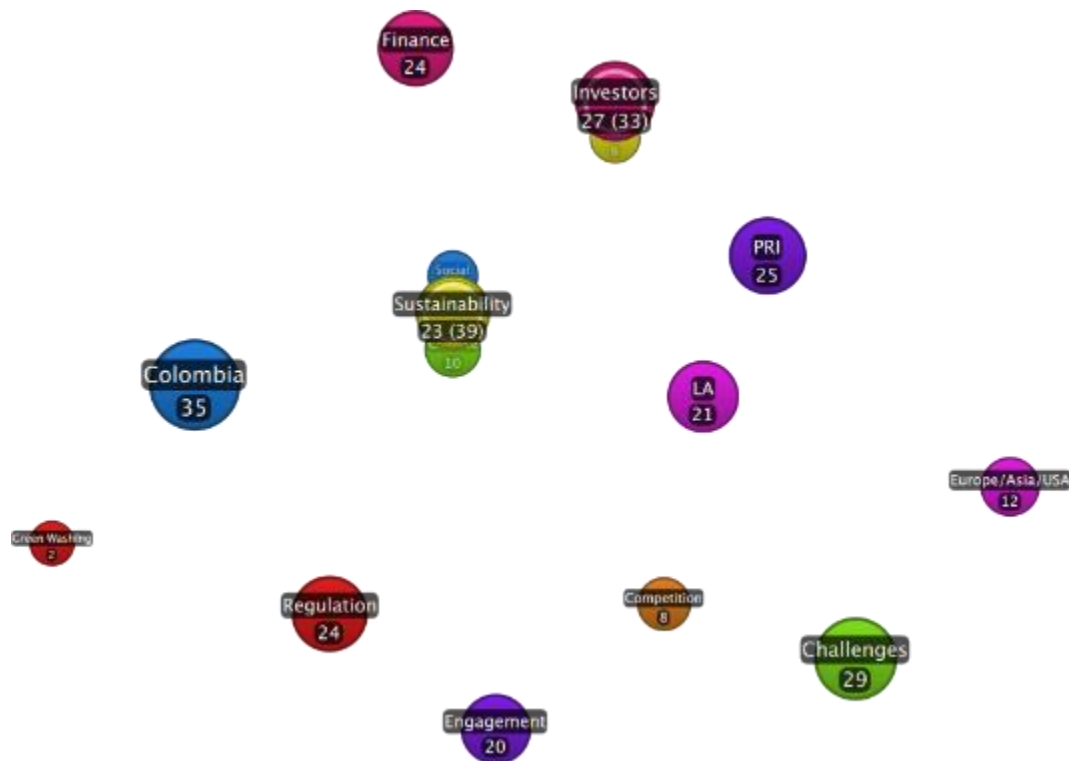 Finance
24
Investors
27 (33)
PRI
25
Social
Sustainability
23 (39)
10
Colombia
35
LA
21
Europe/Asia/USA
12
Green Washing
2
Regulation
24
Competition
8
Challenges
29
Engagement
20